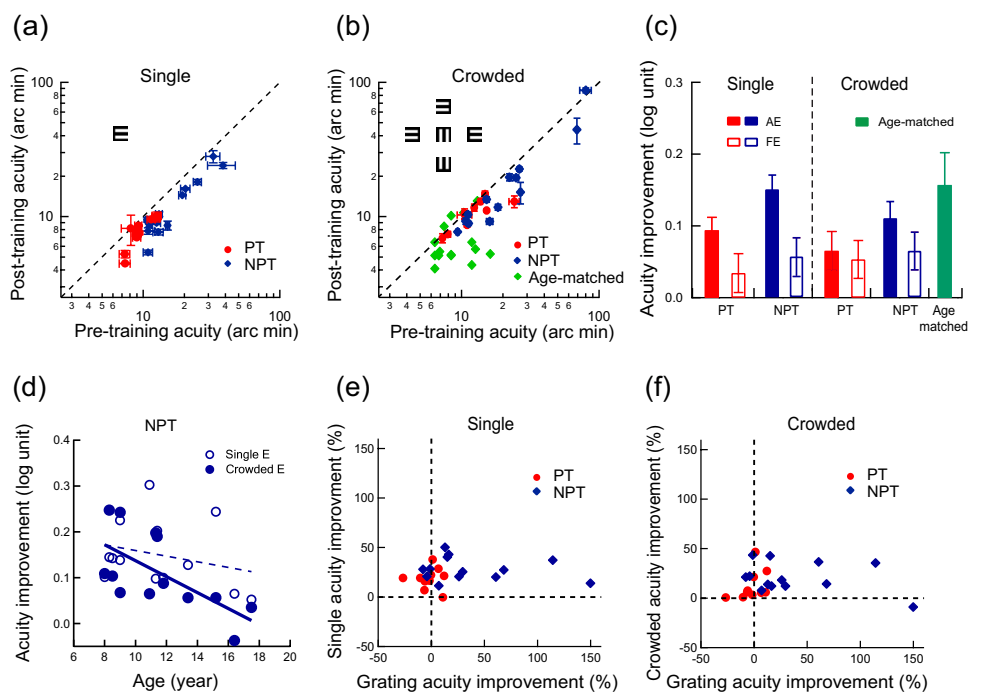 (a)
Single
Post-training acuity (arc min)
100
8
6
4
2
10
8
6
4
3 4 5 6
10
2
3 4 5 6
100
Pre-training acuity (arc min)
PT
NPT
(b)
Crowded
Post-training acuity (arc min)
100
8
6
4
2
10
8
6
4
3 4 5 6
10
2
3 4 5 6
100
Pre-training acuity (arc min)
PT
NPT
Age-matched
(c)
Acuity improvement (log unit)
0.3
0.2
0.1
0.0
Single
Crowded
AE
FE
Age-matched
PT
NPT
PT
NPT
Age
matched
(d)
NPT
Acuity improvement (log unit)
0.4
0.3
0.2
0.1
0.0
Single E
Crowded E
6 8 10 12 14 16 18 20
Age (year)
(e)
Single
Single acuity improvment (%)
150
100
50
0
-50
PT
NPT
-50 0 50 100 150
Grating acuity improvement (%)
(f)
Crowded
Crowded acuity improvment (%)
150
100
50
0
-50
PT
NPT
-50 0 50 100 150
Grating acuity improvement (%)